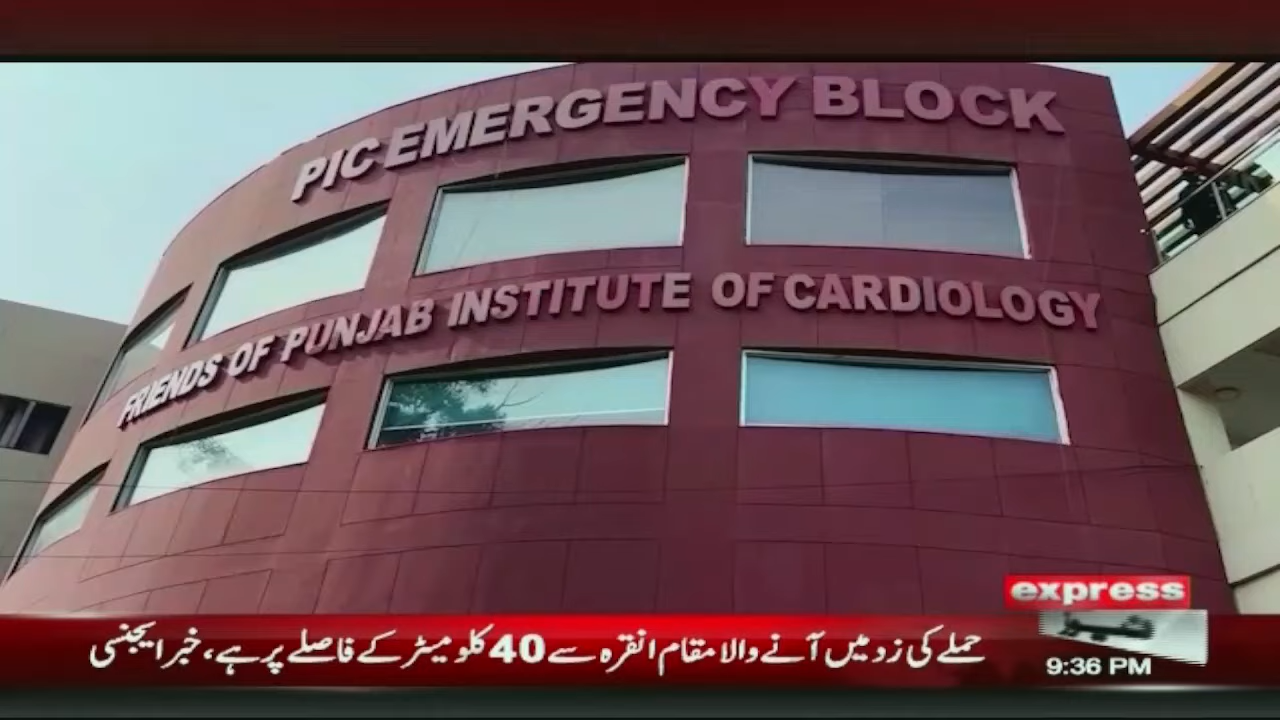 PIC EMERGENCY BLOCK
FRIENDS OF PUNJAB INSTITUTE OF CARDIOLOGY
express
نیوز
حملے کی زد میں آنے والا مقام انقرہ سے 40 کلومیٹر کے فاصلے پر ہے، خبر ایجنسی
9:36 PM